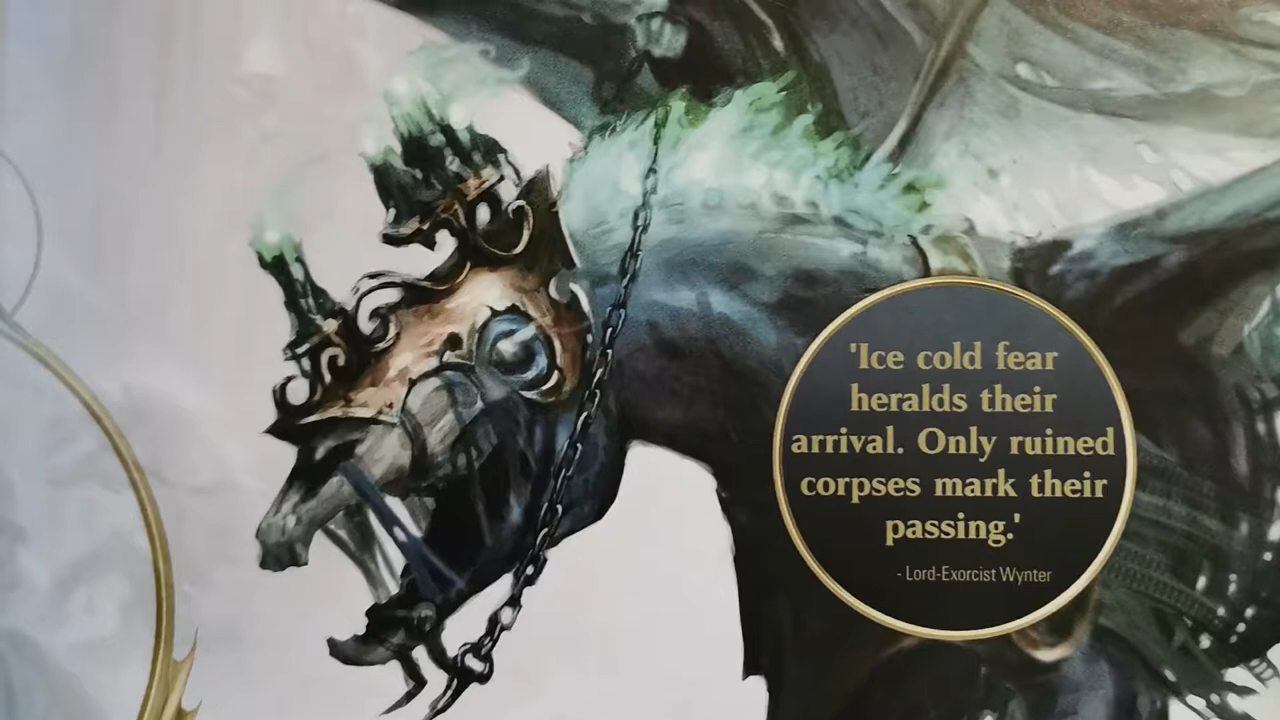 'Ice cold fear
heralds their
arrival. Only ruined
corpses mark their
passing.'
- Lord-Exorcist Wynter